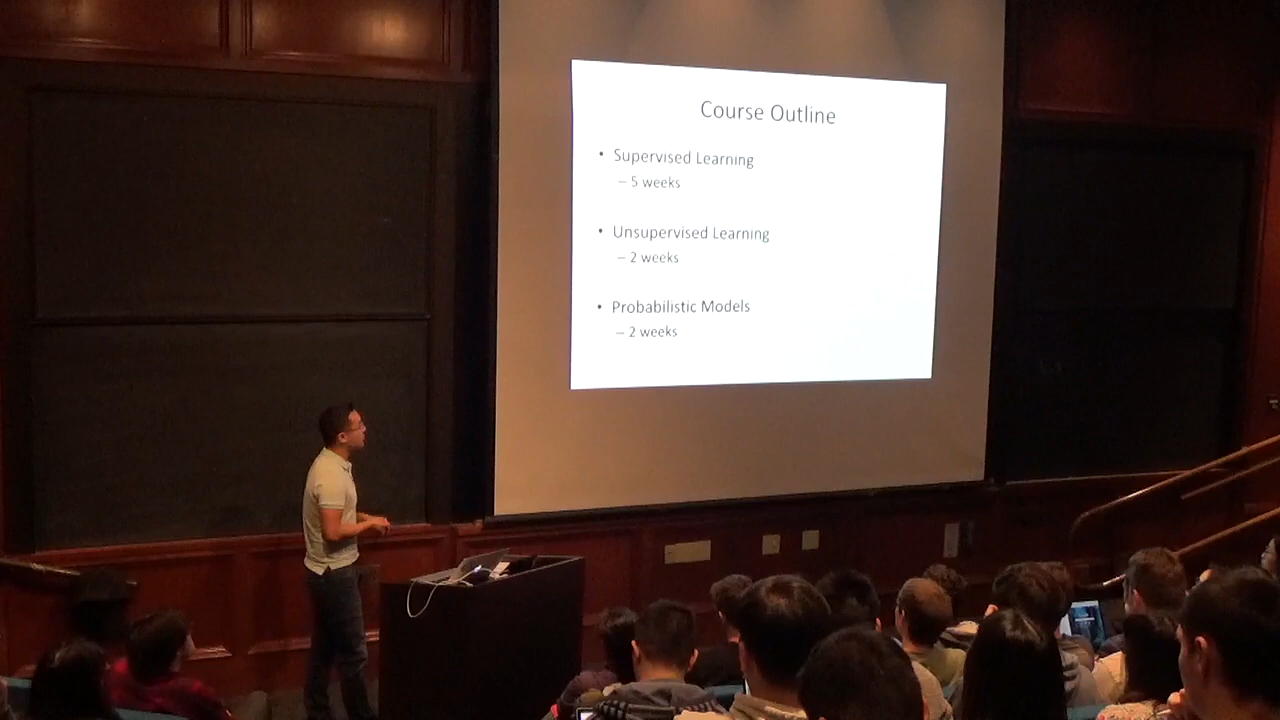 Course Outline
• Supervised Learning
– 5 weeks
• Unsupervised Learning
– 2 weeks
• Probabilistic Models
– 2 weeks